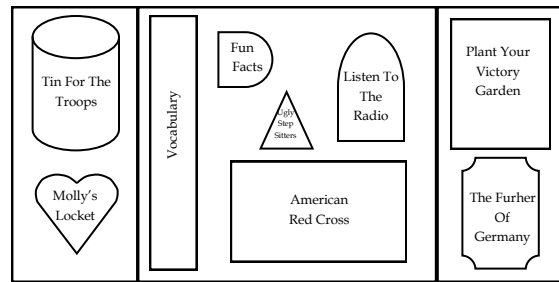 Tin For The
Troops
Molly's
Locket
Vocabulary
Fun
Facts
Ugly
Step
Sitters
Listen To
The
Radio
American
Red Cross
Plant Your
Victory
Garden
The Furher
Of
Germany